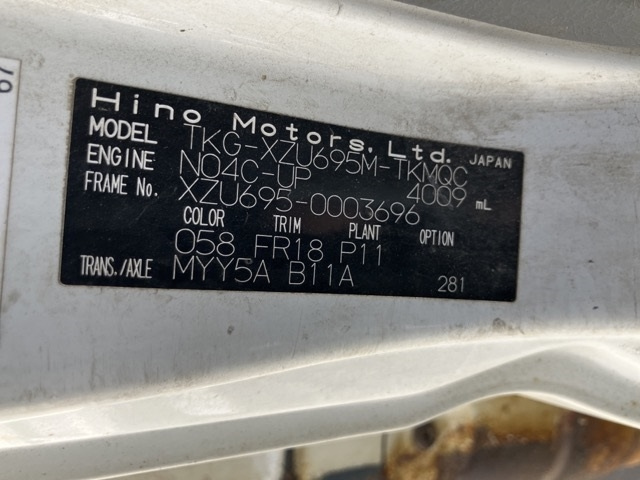 67
Hino Motors, Ltd. JAPAN
MODEL TKG-XZU695M-TKMQC
ENGINE N04C-UP 4009 mL
FRAME No. XZU695-0003696
COLOR TRIM PLANT OPTION
058 FR18 P11
TRANS./AXLE MYY5A B11A 281